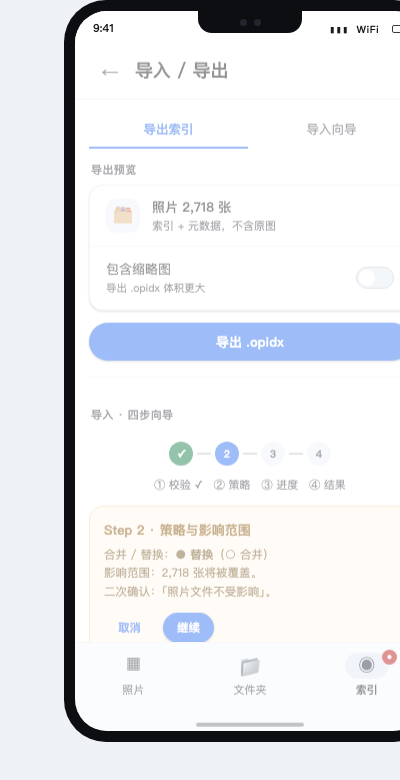 9:41
WiFi
← 导入 / 导出
导出索引
导入向导
导出预览
照片 2,718 张
索引 + 元数据，不含原图
包含缩略图
导出 .opidx 体积更大
导出 .opidx
导入 · 四步向导
✓ 2 3 4
① 校验 ✓ ② 策略 ③ 进度 ④ 结果
Step 2 · 策略与影响范围
合并 / 替换：● 替换（○ 合并）
影响范围：2,718 张将被覆盖。
二次确认：「照片文件不受影响」。
取消
继续
照片
文件夹
索引